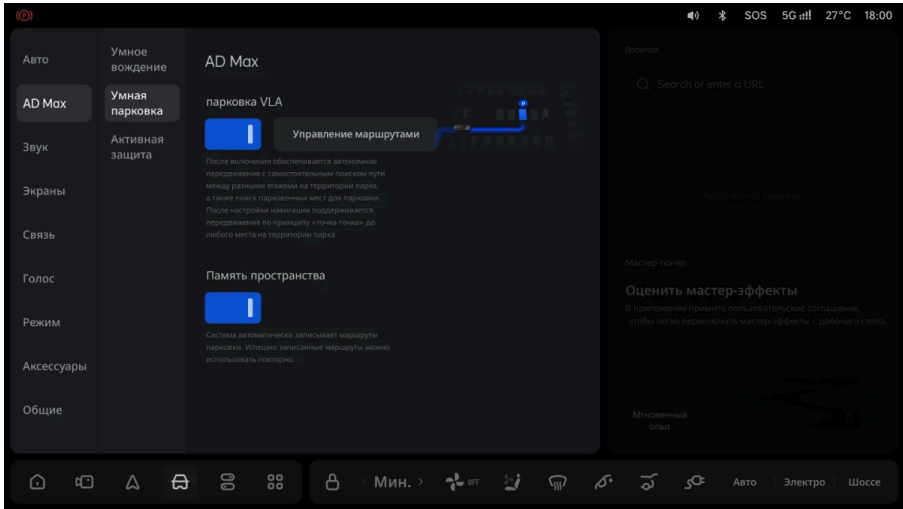 SOS 5G 27°C 18:00
Авто
AD Max
Звук
Экраны
Связь
Голос
Режим
Аксессуары
Общие
Умное
вождение
Умная
парковка
Активная
защита
AD Max
парковка VLA
Управление маршрутами
После включения обеспечивается автономное
передвижение с самостоятельным поиском пути
между разными этажами на территории парка,
а также поиск парковочных мест для парковки.
После настройки навигации поддерживается
передвижение по принципу «точка-точка» до
любого места на территории парка
Память пространства
Система автоматически записывает маршруты
парковки. Успешно записанные маршруты можно
использовать повторно.
Browser
Search or enter a URL
Мастер-тюнер
Оценить мастер-эффекты
В приложении примите пользовательское соглашение,
чтобы легко переключать мастер-эффекты с рабочего стола.
Мгновенный
опыт
Мин.
OFF
Авто
Электро
Шоссе